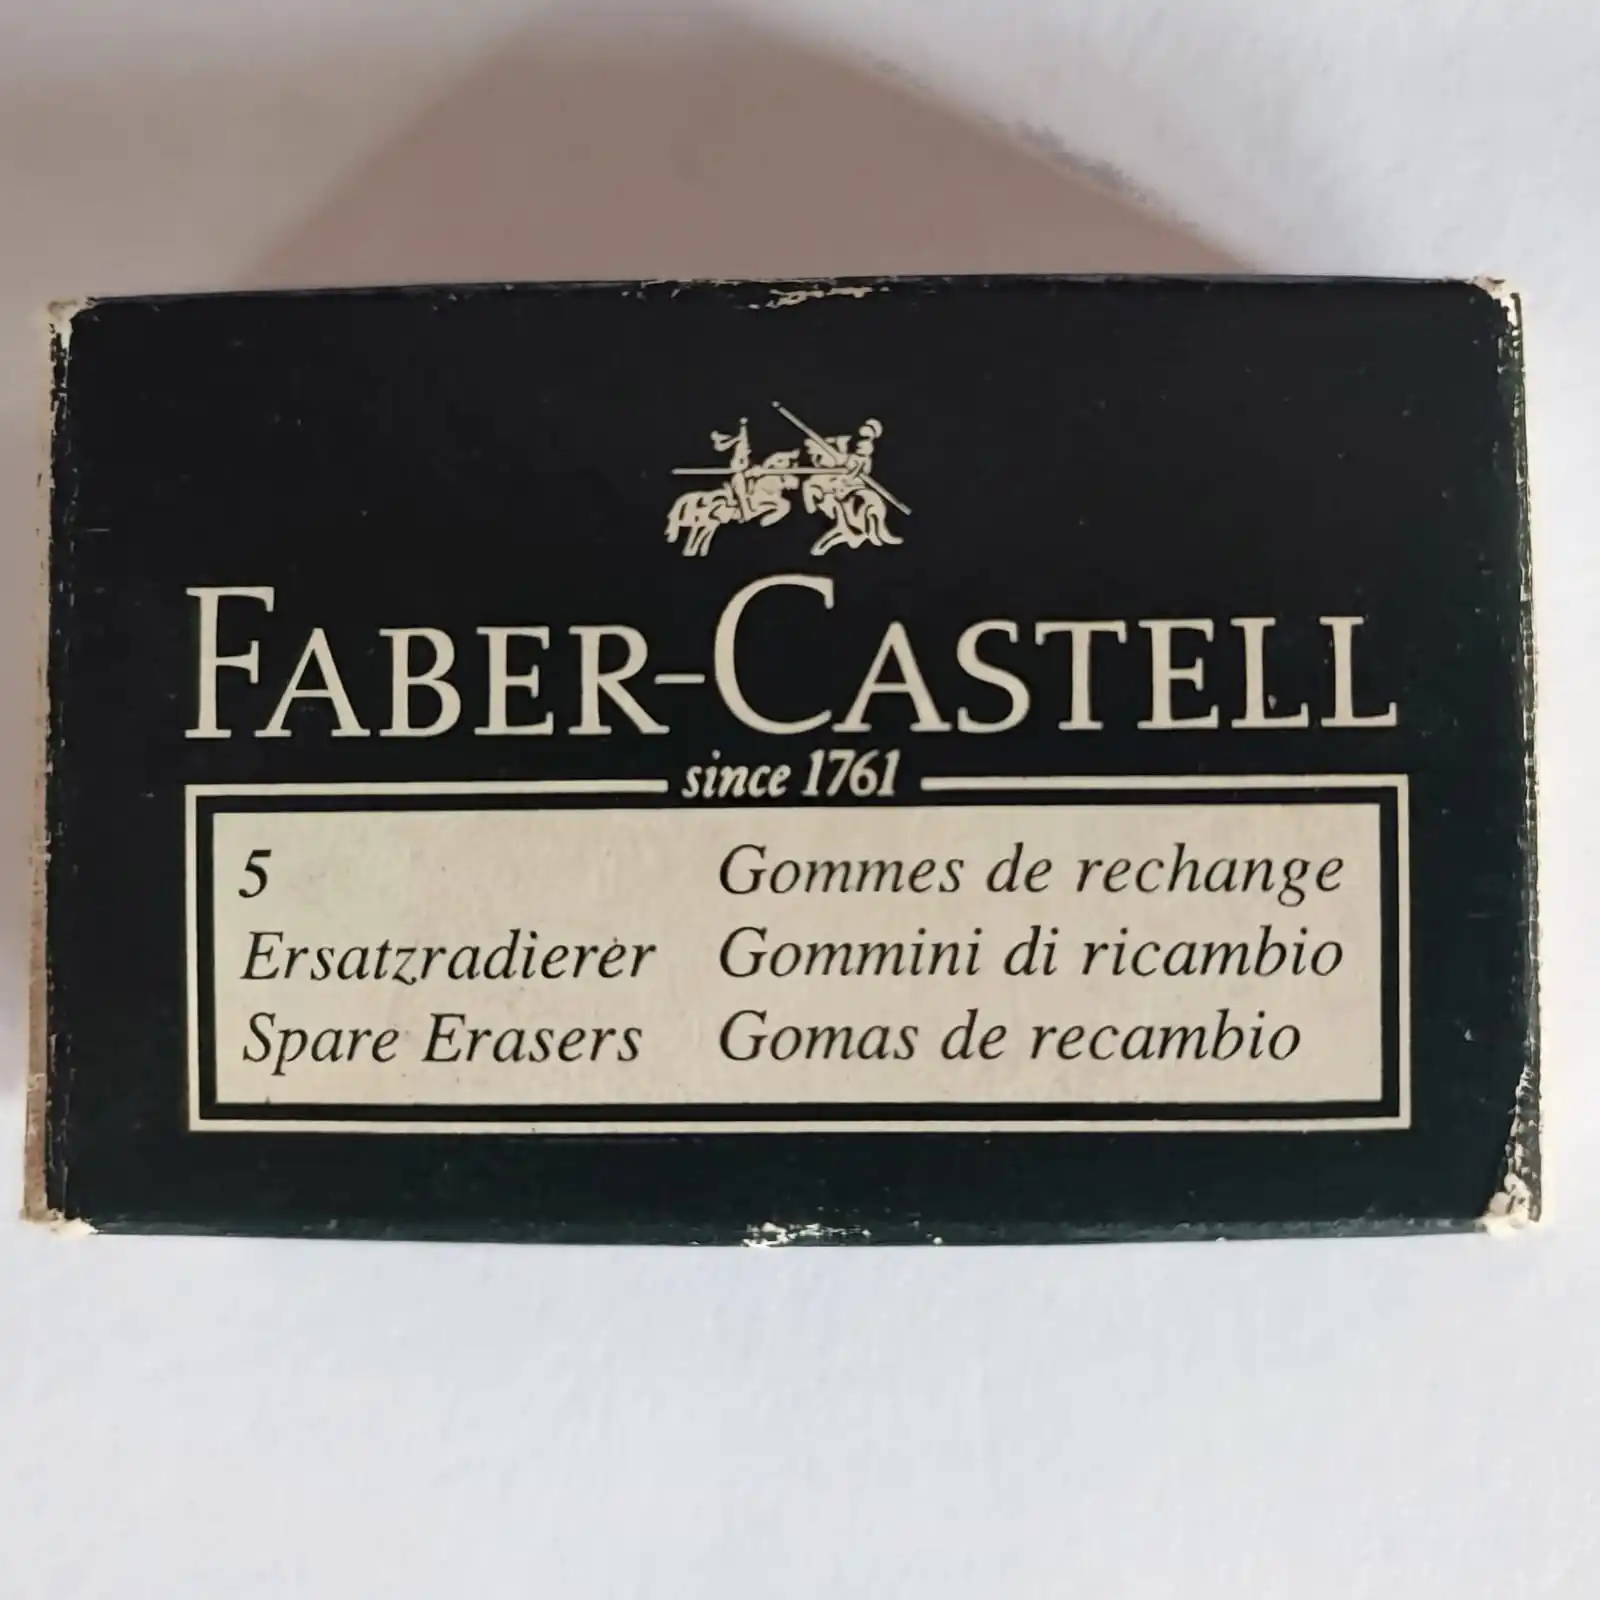 FABER-CASTELL
since 1761
5
Ersatzradierer
Spare Erasers
Gommes de rechange
Gommini di ricambio
Gomas de recambio